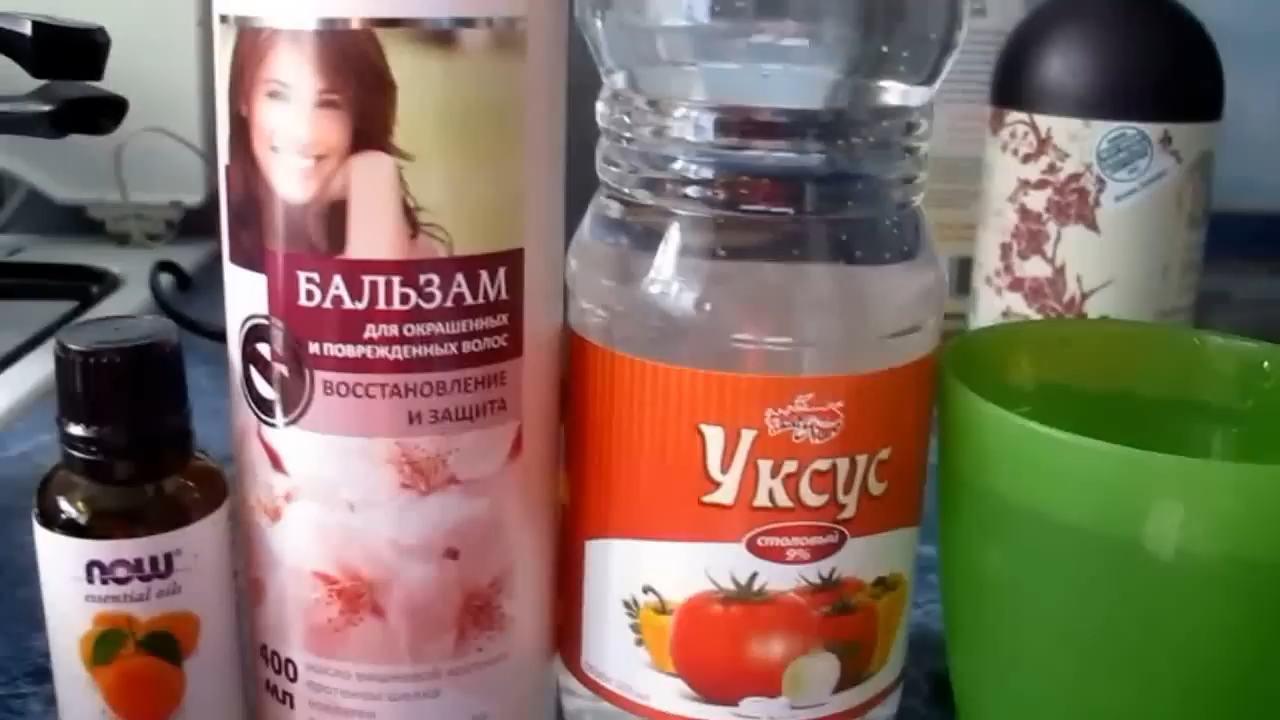 БАЛЬЗАМ
ДЛЯ ОКРАШЕННЫХ
И ПОВРЕЖДЕННЫХ ВОЛОС
ВОССТАНОВЛЕНИЕ
И ЗАЩИТА
400
МЛ
now
essential oils
Уксус
столовый
9%